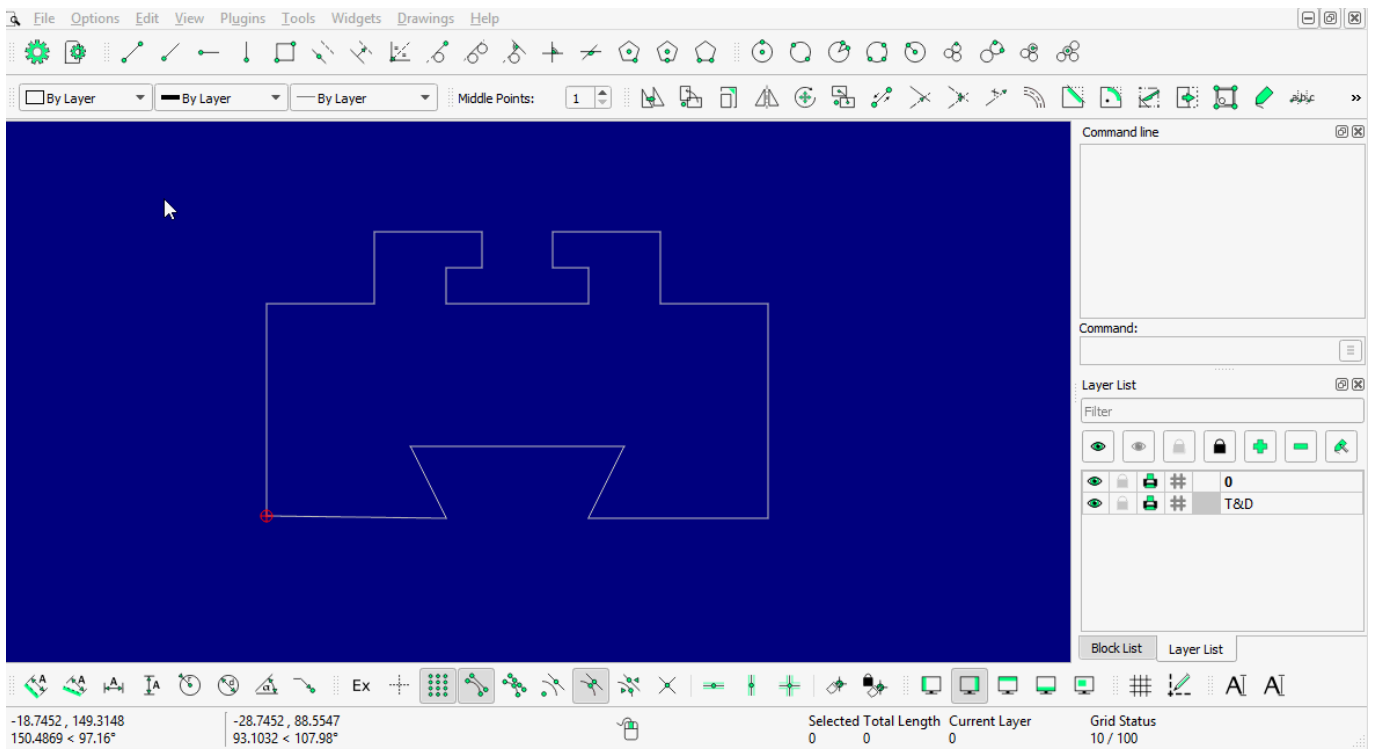 File Options Edit View Plugins Tools Widgets Drawings Help
By Layer By Layer By Layer Middle Points: 1
Command line
Command:
Layer List
Filter
0
T&D
Block List Layer List
Ex
-18.7452 , 149.3148 -28.7452 , 88.5547 Selected Total Length Current Layer Grid Status
150.4869 < 97.16° 93.1032 < 107.98° 0 0 0 10 / 100